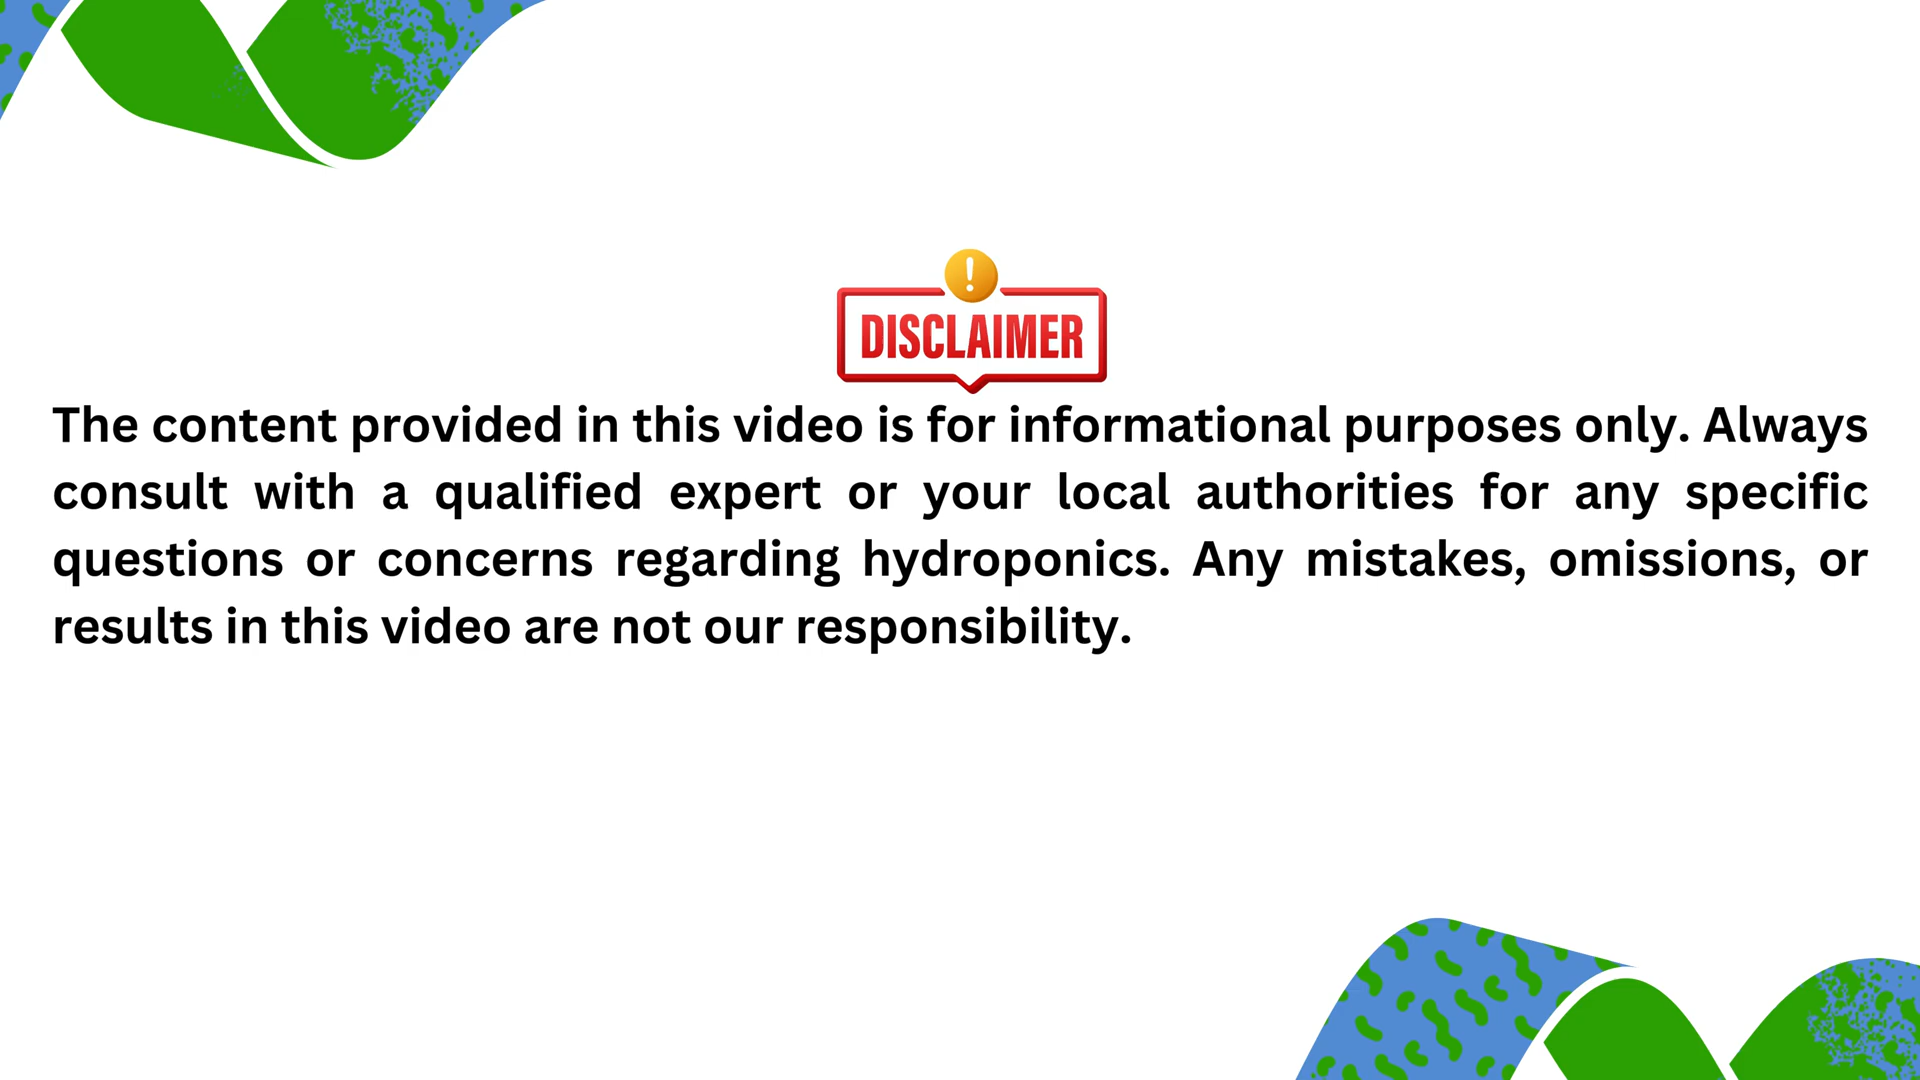 !
DISCLAIMER
The content provided in this video is for informational purposes only. Always
consult with a qualified expert or your local authorities for any specific
questions or concerns regarding hydroponics. Any mistakes, omissions, or
results in this video are not our responsibility.